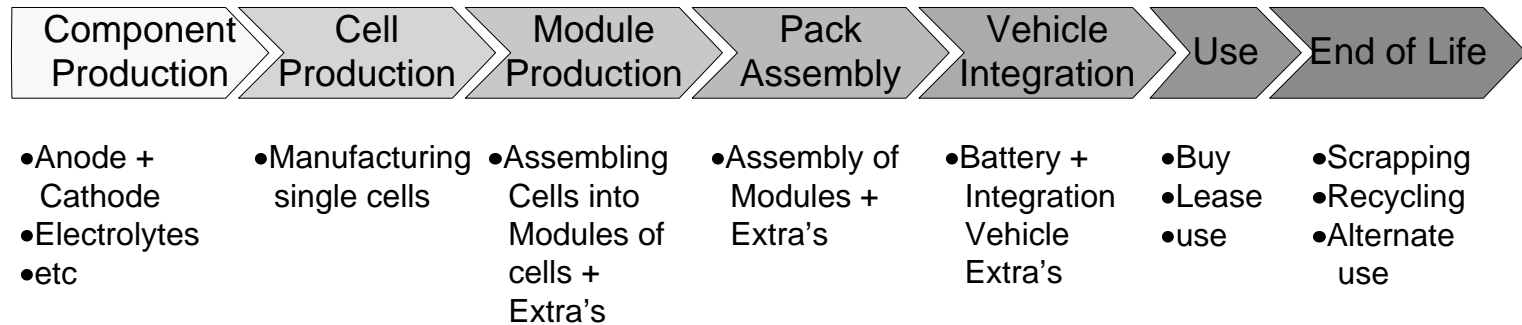 Component
Production
Cell
Production
Module
Production
Pack
Assembly
Vehicle
Integration
Use
End of Life
•Anode +
Cathode
•Electrolytes
•etc
•Manufacturing
single cells
•Assembling
Cells into
Modules of
cells +
Extra’s
•Assembly of
Modules +
Extra’s
•Battery +
Integration
Vehicle
Extra’s
•Buy
•Lease
•use
•Scrapping
•Recycling
•Alternate
use